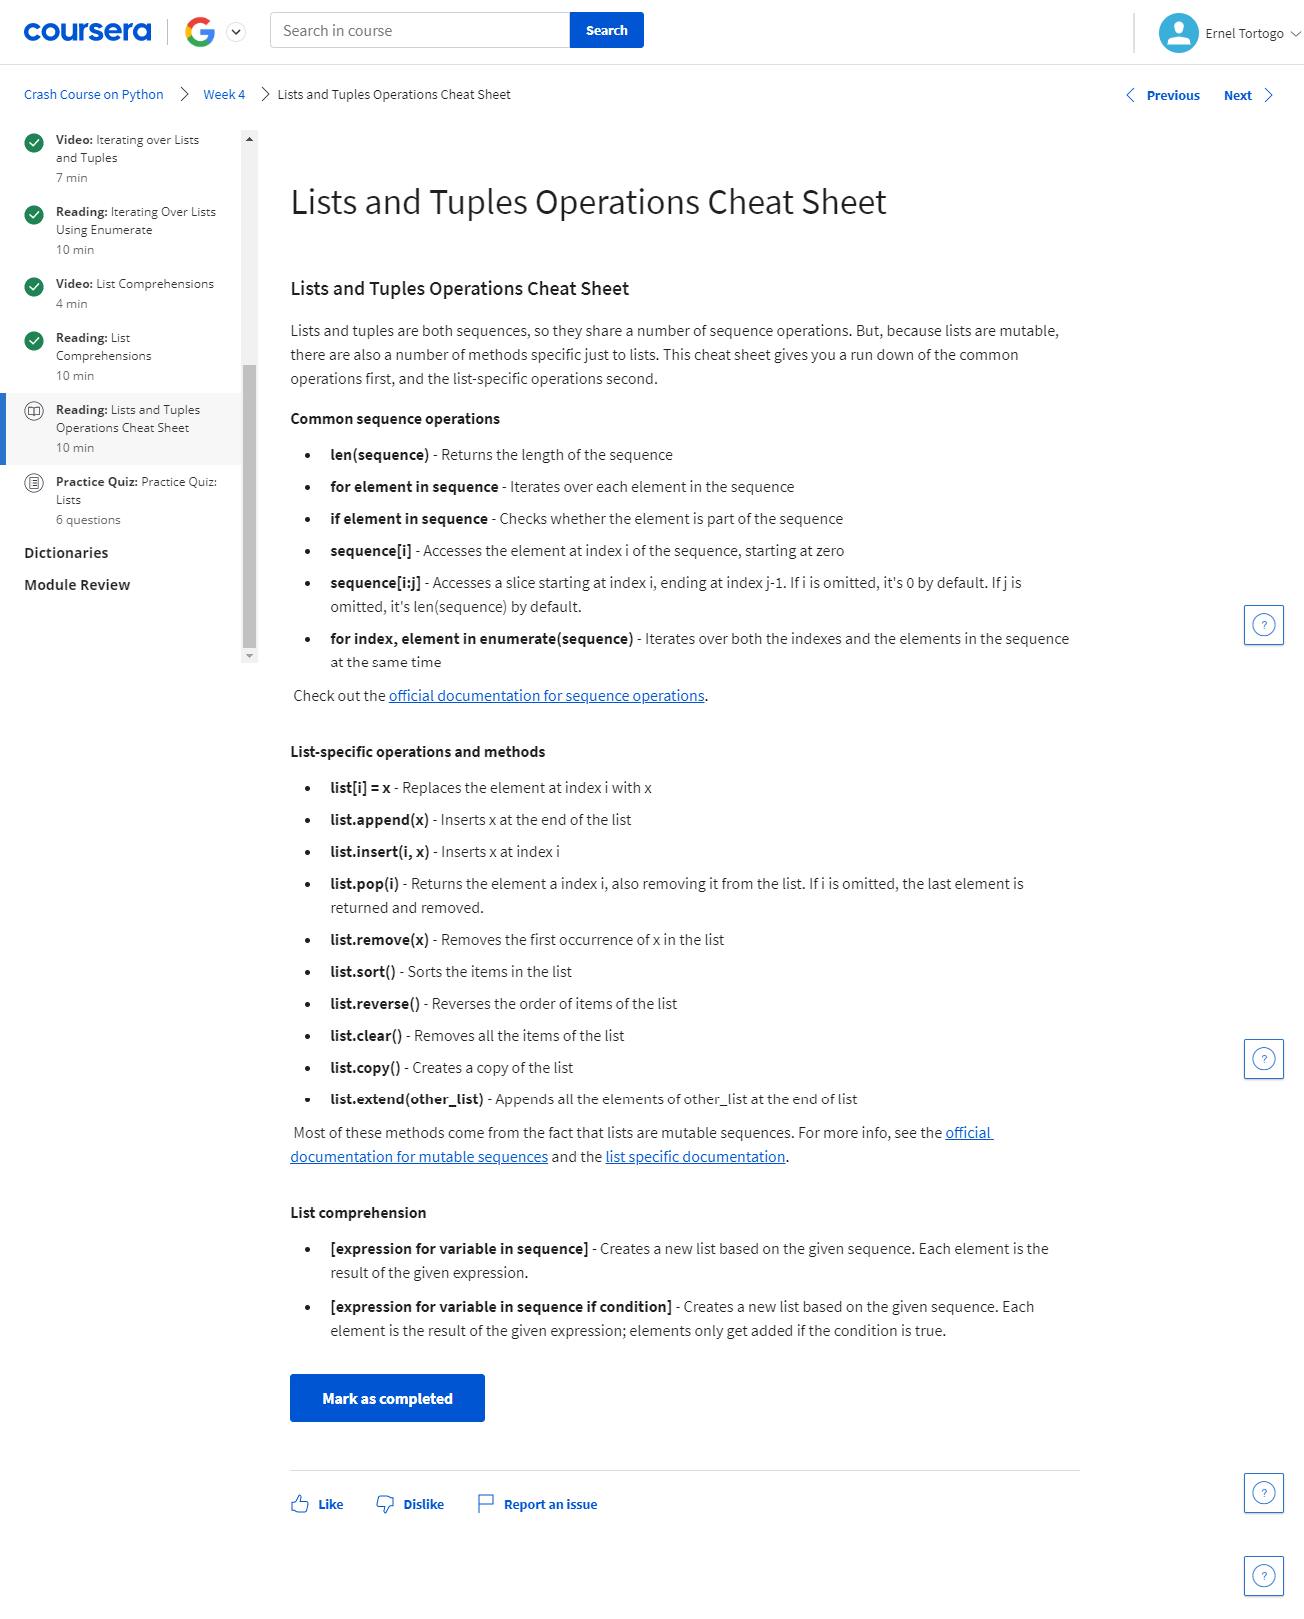 coursera
Search in course
Search
Ernel Tortogo
Crash Course on Python
Week 4
Lists and Tuples Operations Cheat Sheet
Previous
Next
Video: Iterating over Lists
and Tuples
7 min
Reading: Iterating Over Lists
Using Enumerate
10 min
Video: List Comprehensions
4 min
Reading: List
Comprehensions
10 min
Reading: Lists and Tuples
Operations Cheat Sheet
10 min
Practice Quiz: Practice Quiz:
Lists
6 questions
Dictionaries
Module Review
Lists and Tuples Operations Cheat Sheet
Lists and Tuples Operations Cheat Sheet
Lists and tuples are both sequences, so they share a number of sequence operations. But, because lists are mutable,
there are also a number of methods specific just to lists. This cheat sheet gives you a run down of the common
operations first, and the list-specific operations second.
Common sequence operations
• len(sequence) - Returns the length of the sequence
• for element in sequence - Iterates over each element in the sequence
• if element in sequence - Checks whether the element is part of the sequence
• sequence[i] - Accesses the element at index i of the sequence, starting at zero
• sequence[i:j] - Accesses a slice starting at index i, ending at index j-1. If i is omitted, it's 0 by default. If j is
omitted, it's len(sequence) by default.
• for index, element in enumerate(sequence) - Iterates over both the indexes and the elements in the sequence
at the same time
Check out the official documentation for sequence operations.
List-specific operations and methods
• list[i] = x - Replaces the element at index i with x
• list.append(x) - Inserts x at the end of the list
• list.insert(i, x) - Inserts x at index i
• list.pop(i) - Returns the element a index i, also removing it from the list. If i is omitted, the last element is
returned and removed.
• list.remove(x) - Removes the first occurrence of x in the list
• list.sort() - Sorts the items in the list
• list.reverse() - Reverses the order of items of the list
• list.clear() - Removes all the items of the list
• list.copy() - Creates a copy of the list
• list.extend(other_list) - Appends all the elements of other_list at the end of list
Most of these methods come from the fact that lists are mutable sequences. For more info, see the official
documentation for mutable sequences and the list specific documentation.
List comprehension
• [expression for variable in sequence] - Creates a new list based on the given sequence. Each element is the
result of the given expression.
• [expression for variable in sequence if condition] - Creates a new list based on the given sequence. Each
element is the result of the given expression; elements only get added if the condition is true.
Mark as completed
Like
Dislike
Report an issue
?
?
?
?